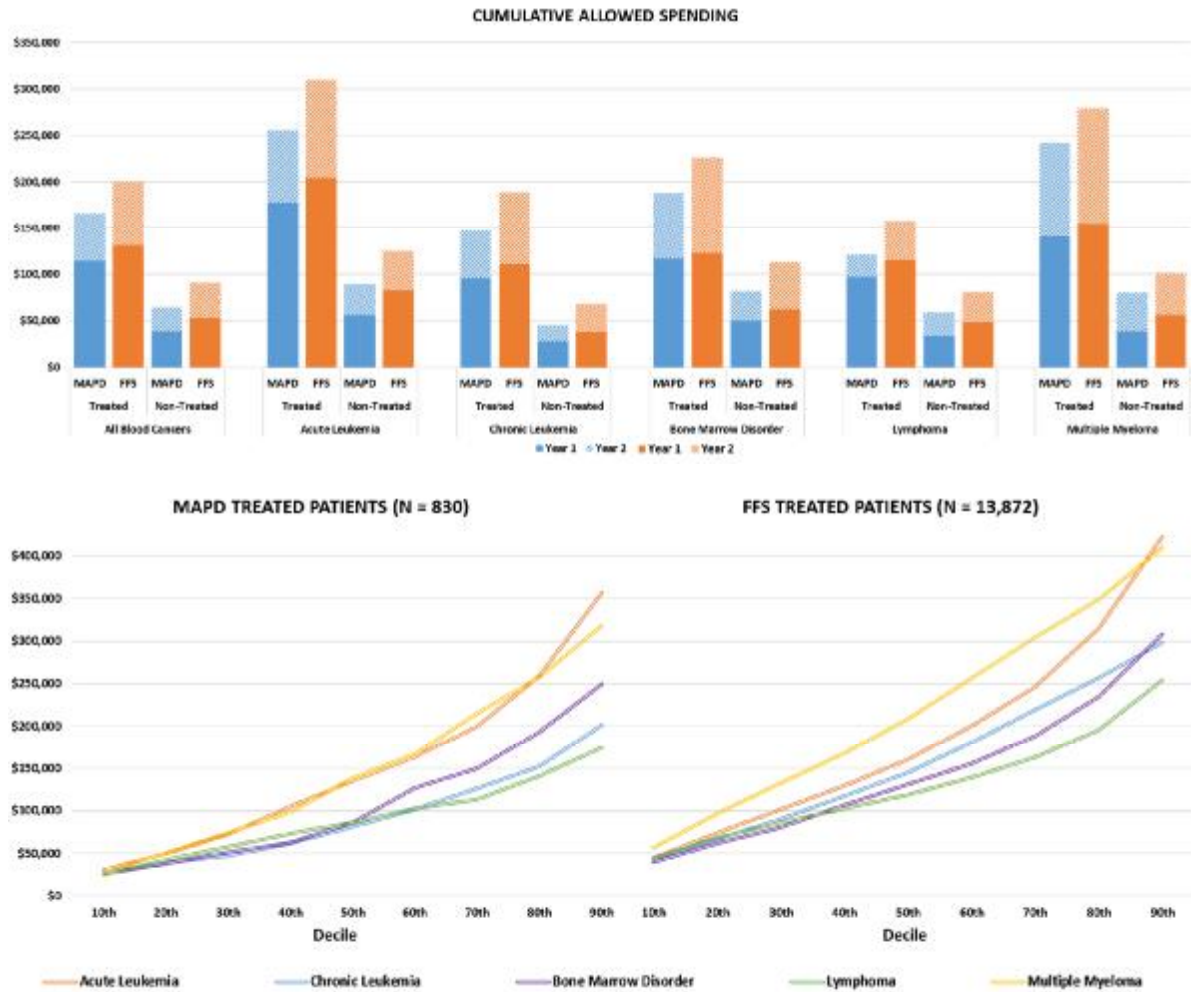 CUMULATIVE ALLOWED SPENDING
$350,000
$300,000
$250,000
$200,000
$150,000
$100,000
$50,000
$0
MAPD FFS MAPD FFS MAPD FFS MAPD FFS MAPD FFS MAPD FFS MAPD FFS MAPD FFS MAPD FFS MAPD FFS MAPD FFS MAPD FFS
Treated Non-Treated Treated Non-Treated Treated Non-Treated Treated Non-Treated Treated Non-Treated Treated Non-Treated
All Blood Cancers Acute Leukemia Chronic Leukemia Bone Marrow Disorder Lymphoma Multiple Myeloma
Year 1 Year 2 Year 1 Year 2
MAPD TREATED PATIENTS (N = 830) FFS TREATED PATIENTS (N = 13,872)
$400,000
$350,000
$300,000
$250,000
$200,000
$150,000
$100,000
$50,000
$0
10th 20th 30th 40th 50th 60th 70th 80th 90th 10th 20th 30th 40th 50th 60th 70th 80th 90th
Decile Decile
Acute Leukemia Chronic Leukemia Bone Marrow Disorder Lymphoma Multiple Myeloma